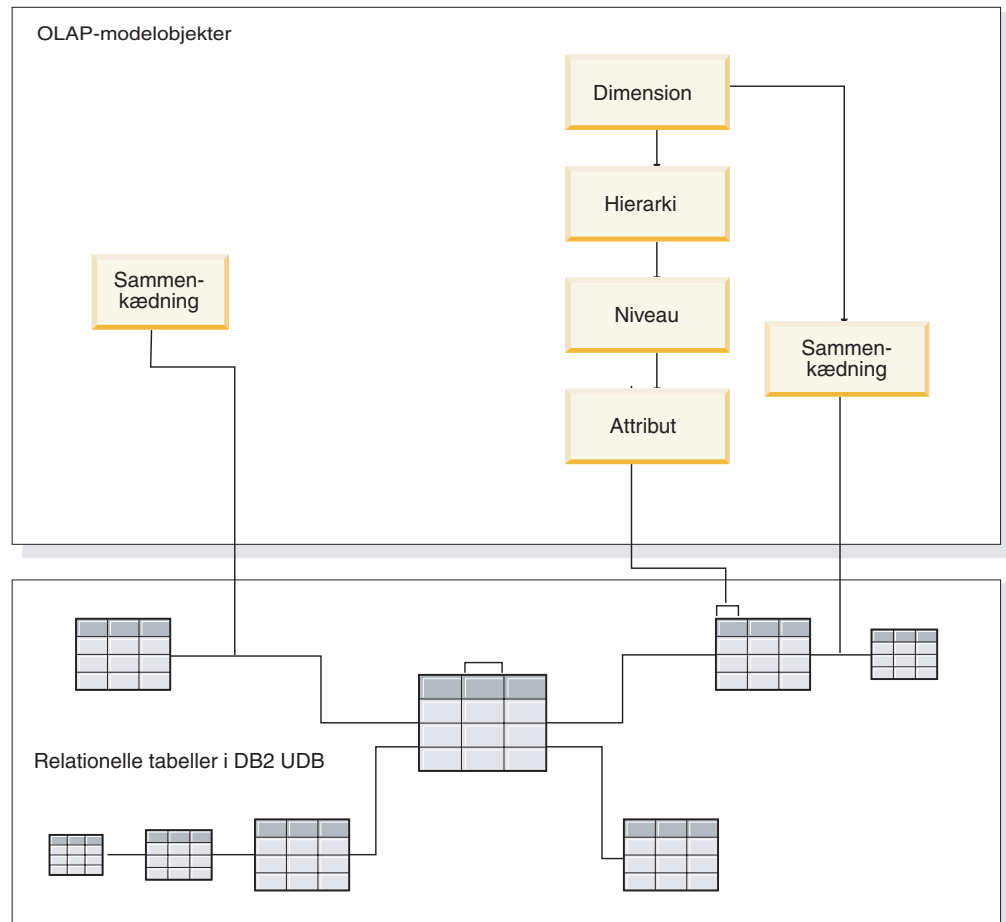 OLAP-modelobjekter
Dimension
Hierarki
Sammen-
kædning
Niveau
Sammen-
kædning
Attribut
Relationelle tabeller i DB2 UDB